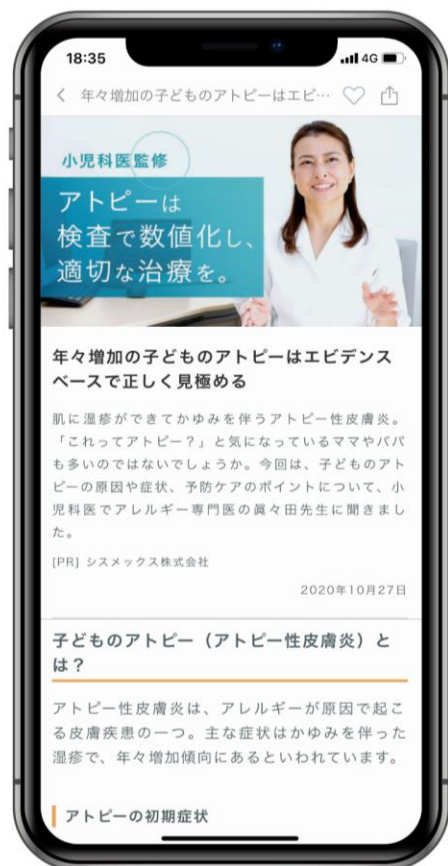 18:35
4G
年々増加の子どものアトピーはエビ…
小児科医監修
アトピーは
検査で数値化し、
適切な治療を。
年々増加の子どものアトピーはエビデンス
ベースで正しく見極める
肌に湿疹ができてかゆみを伴うアトピー性皮膚炎。
「これってアトピー？」と気になっているママやパパ
も多いのではないでしょうか。今回は、子どものアト
ピーの原因や症状、予防ケアのポイントについて、小
児科医でアレルギー専門医の眞々田先生に聞きまし
た。
[PR] シスメックス株式会社
2020年10月27日
子どものアトピー（アトピー性皮膚炎）と
は？
アトピー性皮膚炎は、アレルギーが原因で起こ
る皮膚疾患の一つ。主な症状はかゆみを伴った
湿疹で、年々増加傾向にあるといわれています。
アトピーの初期症状